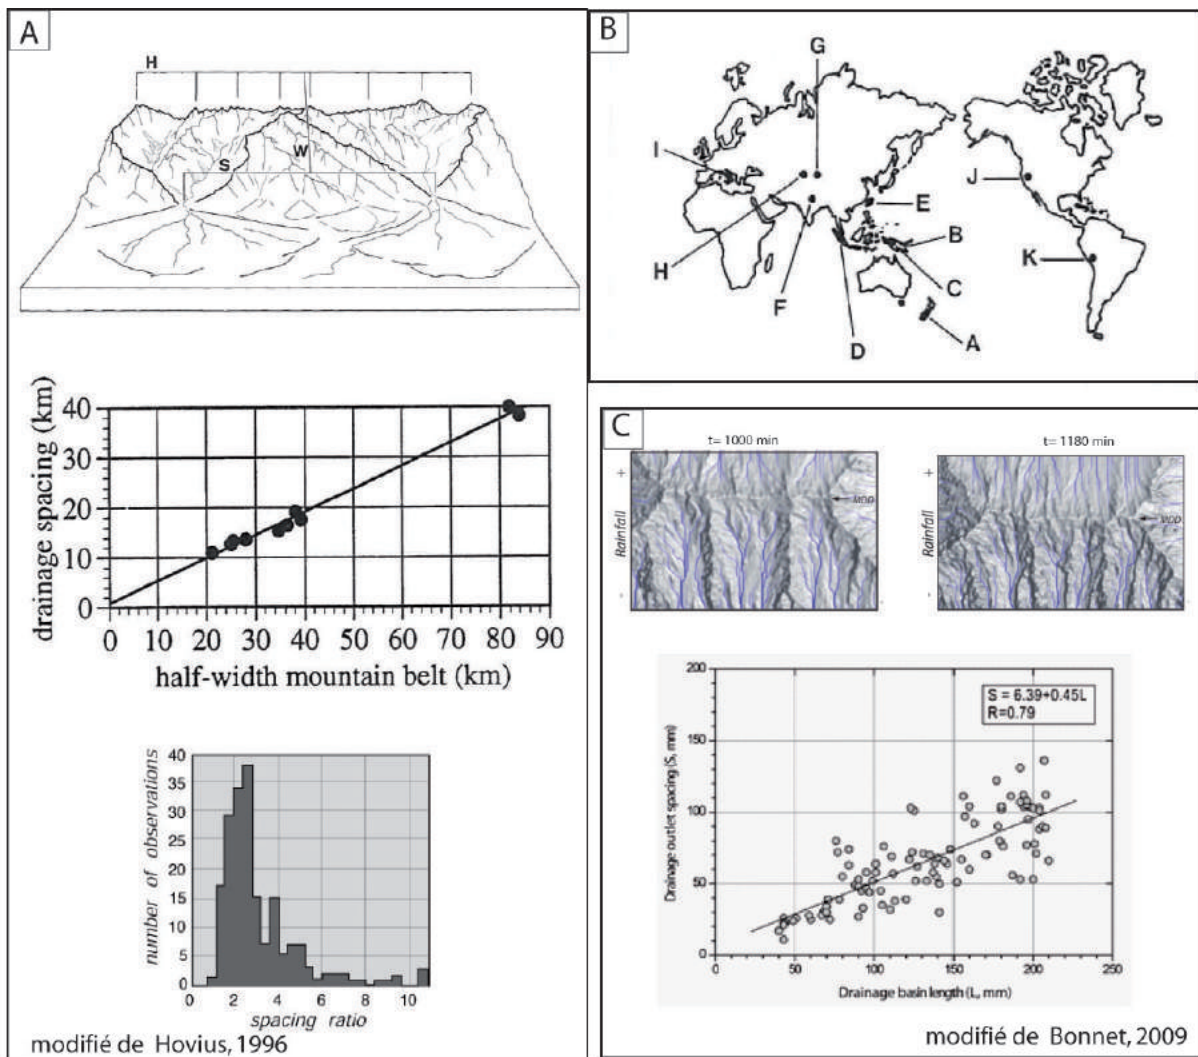 A
H
S
W
drainage spacing (km)
40
30
20
10
0
0 10 20 30 40 50 60 70 80 90
half-width mountain belt (km)
number of observations
40
35
30
25
20
15
10
5
0
0 2 4 6 8 10
spacing ratio
modifié de Hovius, 1996
B
G
I
J
E
B
K
H
C
F
A
D
C
t= 1000 min
t= 1180 min
+
Rainfall
-
MDD
+
Rainfall
-
MDD
Drainage outlet spacing (S, mm)
200
150
100
50
0
S = 6.39+0.45L
R=0.79
0 50 100 150 200 250
Drainage basin length (L, mm)
modifié de Bonnet, 2009